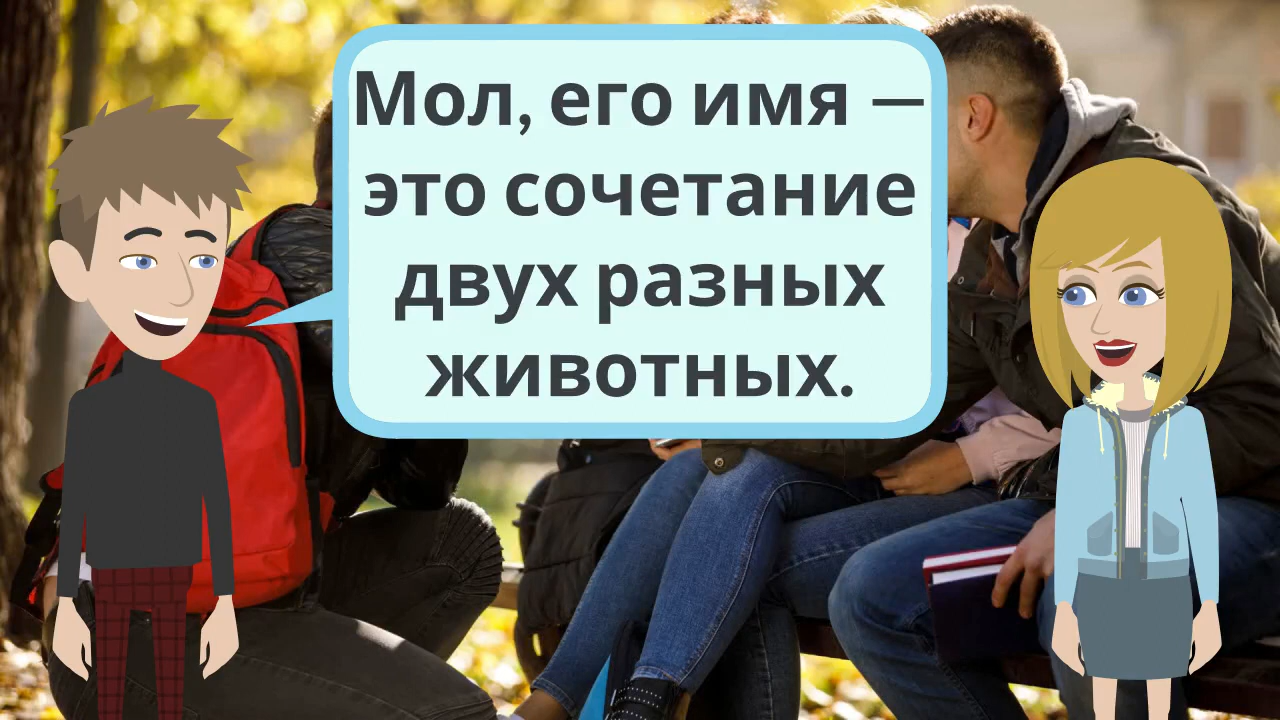 Мол, его имя —
это сочетание
двух разных
животных.